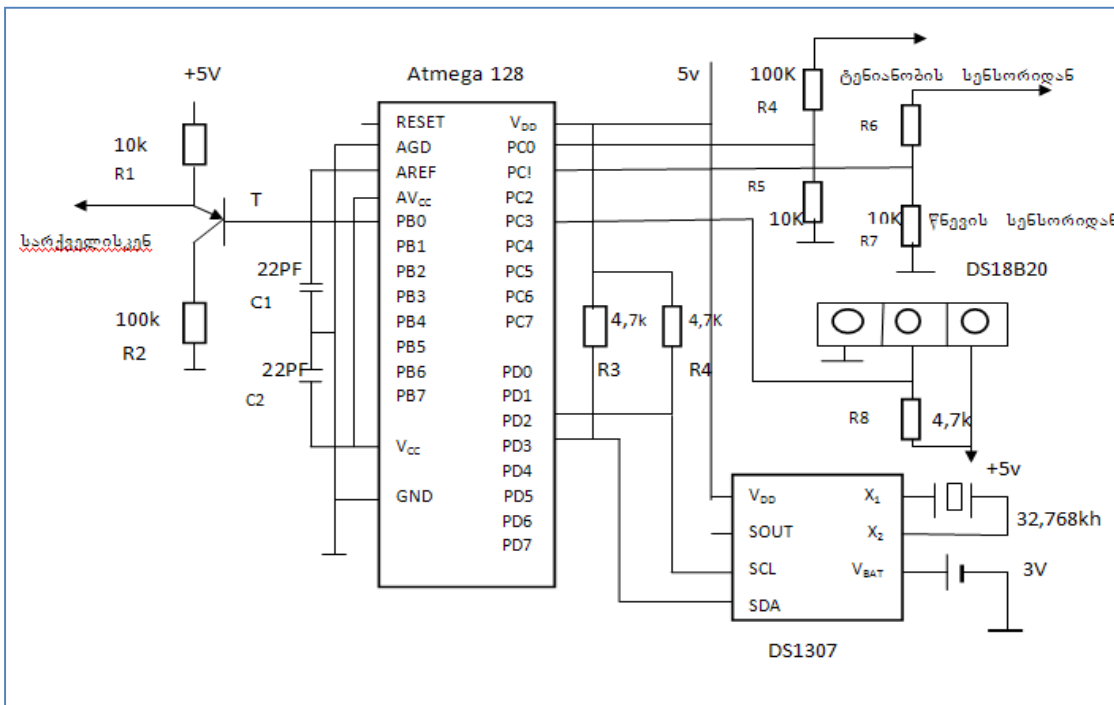 +5V
Atmega 128
5v
100K
R4
ტენიანობის სენსორიდან
10k
R1
T
სარქველისკენ
100k
R2
22PF
C1
22PF
C2
RESET
AGD
AREF
AVCC
PB0
PB1
PB2
PB3
PB4
PB5
PB6
PB7
VCC
GND
VDD
PC0
PC!
PC2
PC3
PC4
PC5
PC6
PC7
PD0
PD1
PD2
PD3
PD4
PD5
PD6
PD7
4,7k
R3
4,7K
R4
R5
10K
R6
10K
R7
წნევის სენსორიდან
DS18B20
R8
4,7k
+5v
VDD
SOUT
SCL
SDA
X1
X2
VBAT
32,768kh
3V
DS1307